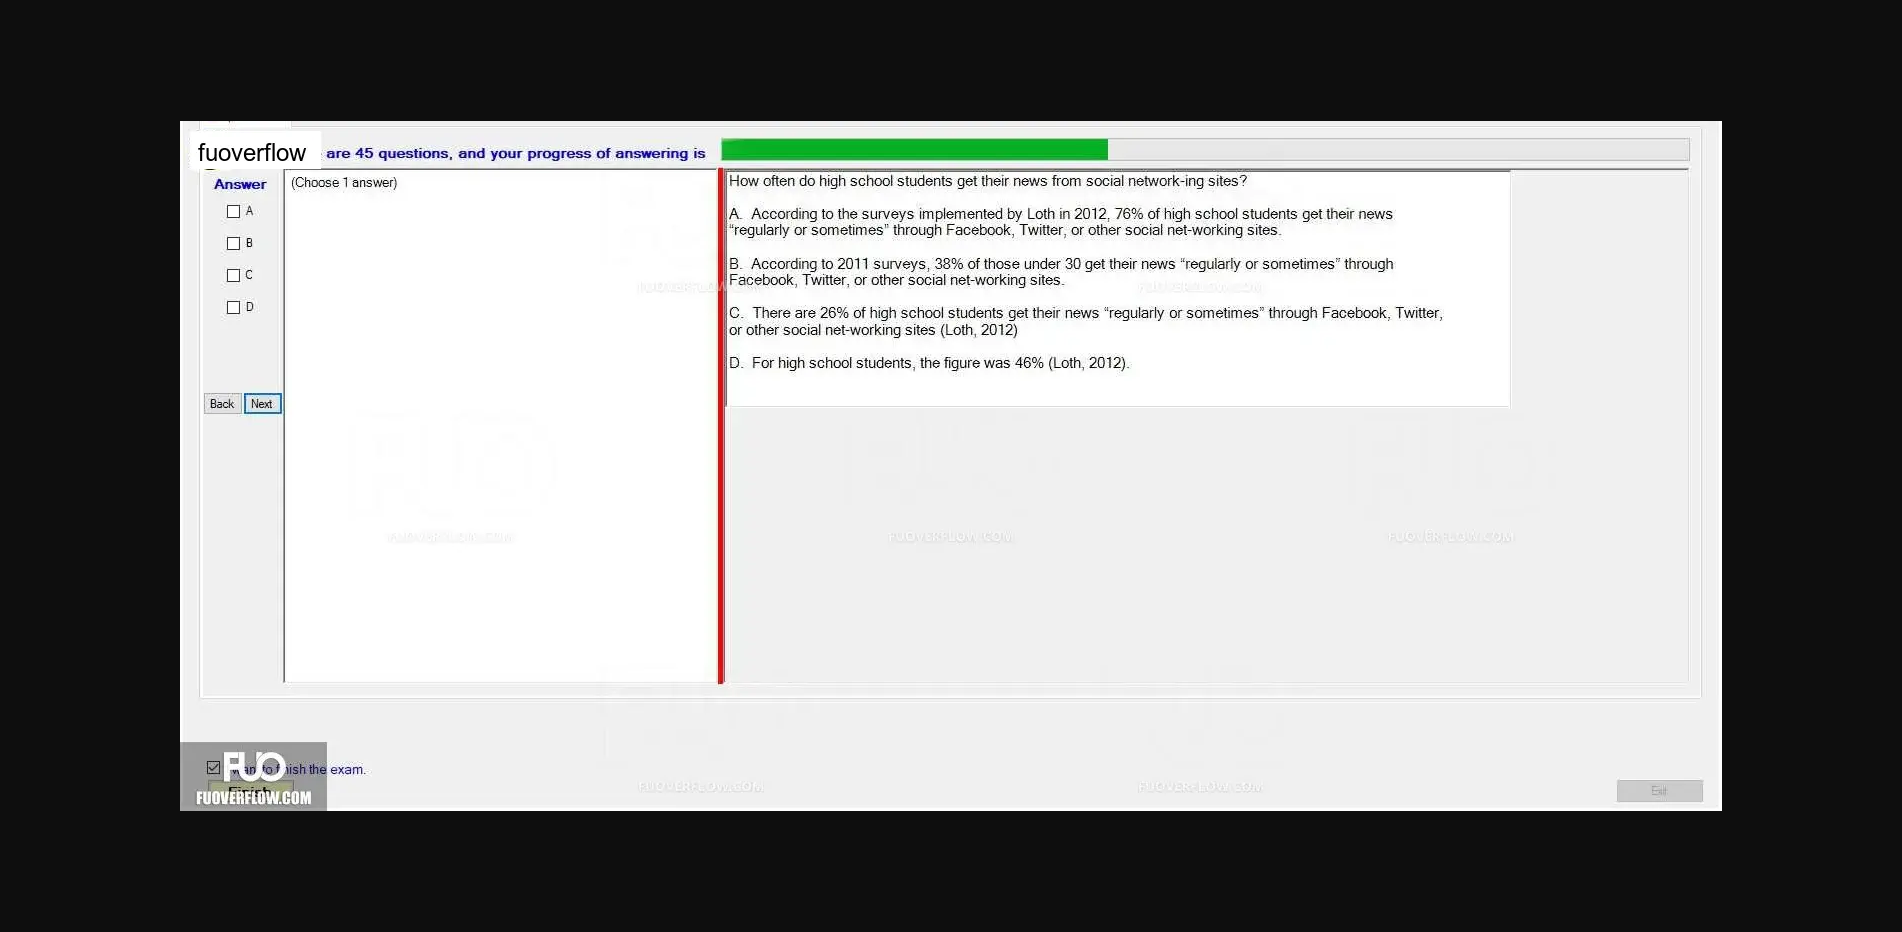 fuoverflow are 45 questions, and your progress of answering is
Answer
(Choose 1 answer)
A
B
C
D
Back Next
How often do high school students get their news from social network-ing sites?
A. According to the surveys implemented by Loth in 2012, 76% of high school students get their news
“regularly or sometimes” through Facebook, Twitter, or other social net-working sites.
B. According to 2011 surveys, 38% of those under 30 get their news “regularly or sometimes” through
Facebook, Twitter, or other social net-working sites.
C. There are 26% of high school students get their news “regularly or sometimes” through Facebook, Twitter,
or other social net-working sites (Loth, 2012)
D. For high school students, the figure was 46% (Loth, 2012).
FUOVERFLOW.COM
FUOVERFLOW.COM
FUOVERFLOW.COM
FUOVERFLOW.COM
FUOVERFLOW.COM
FUO
want to finish the exam.
Finish
FUOVERFLOW.COM
FUOVERFLOW.COM
FUOVERFLOW.COM
Exit